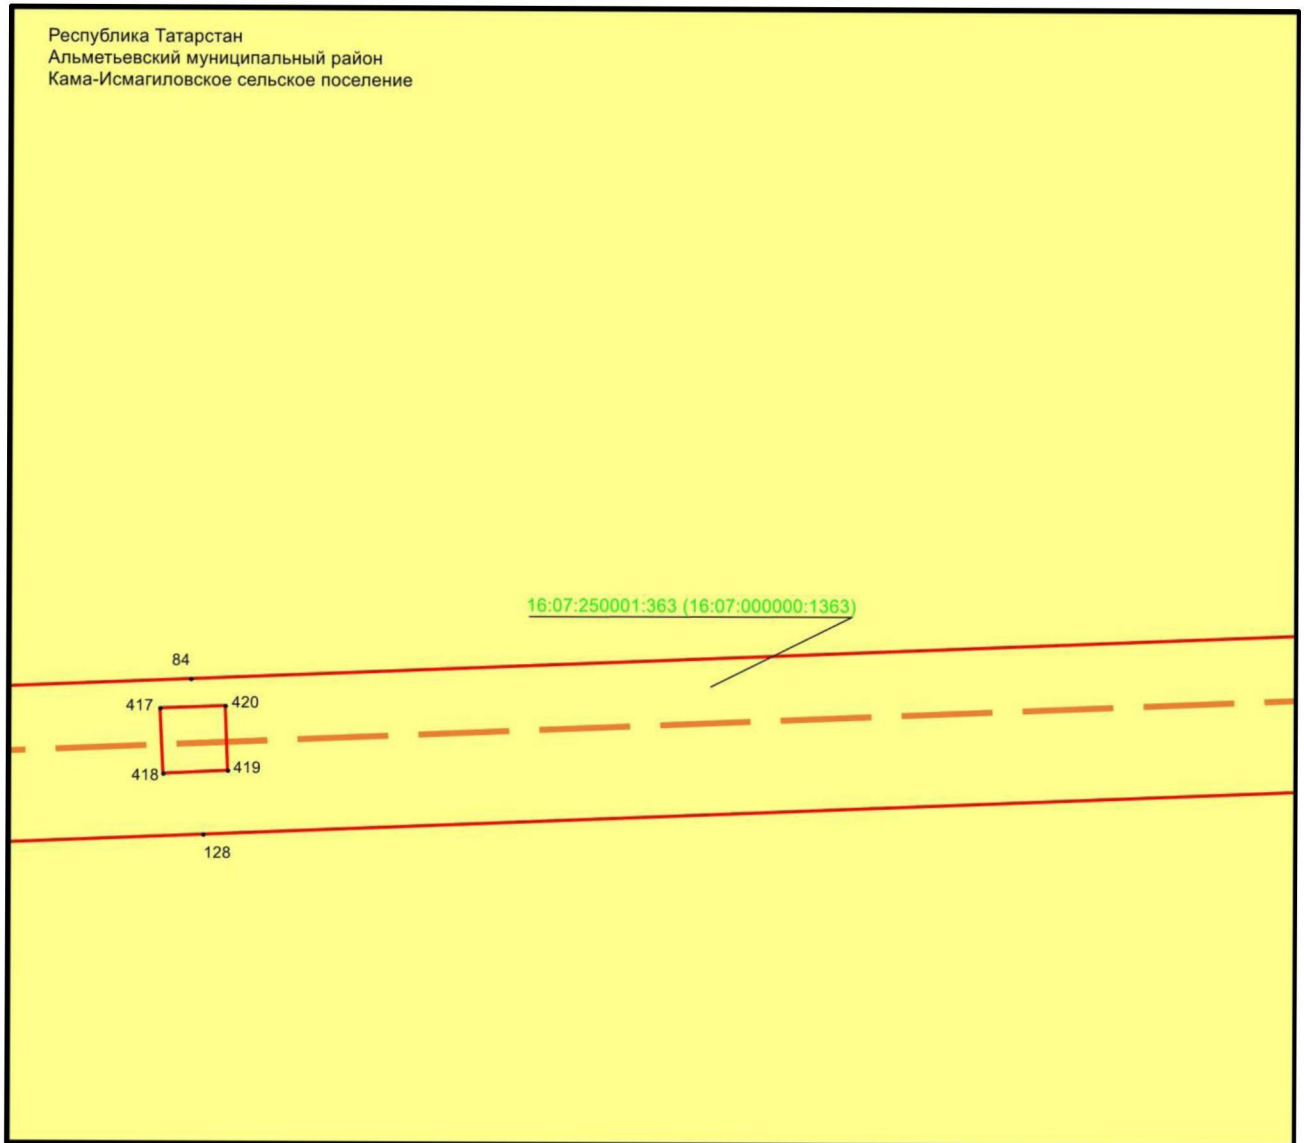 Республика Татарстан
Альметьевский муниципальный район
Кама-Исмагиловское сельское поселение
16:07:250001:363 (16:07:000000:1363)
84
417
420
418
419
128